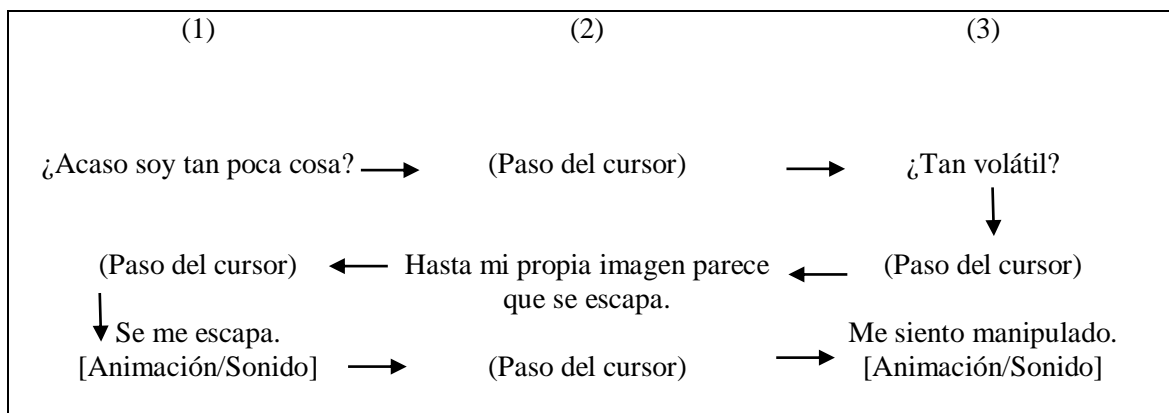 (1) (2) (3)
¿Acaso soy tan poca cosa? (Paso del cursor) ¿Tan volátil?
(Paso del cursor) Hasta mi propia imagen parece (Paso del cursor)
que se escapa.
Se me escapa. Me siento manipulado.
[Animación/Sonido] (Paso del cursor) [Animación/Sonido]